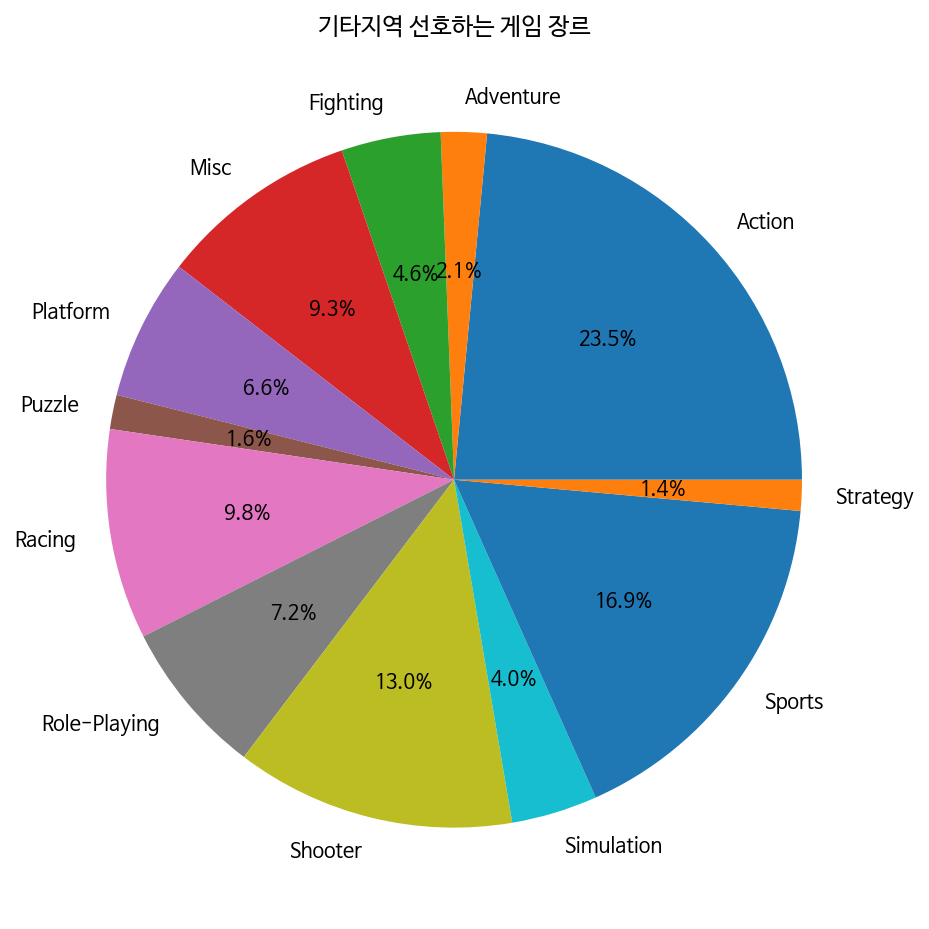 기타지역 선호하는 게임 장르
Adventure
Fighting
Misc
Action
Platform
Puzzle
Racing
Role-Playing
Shooter
Simulation
Sports
Strategy
2.1%
4.6%
9.3%
23.5%
6.6%
1.6%
9.8%
7.2%
13.0%
4.0%
16.9%
1.4%